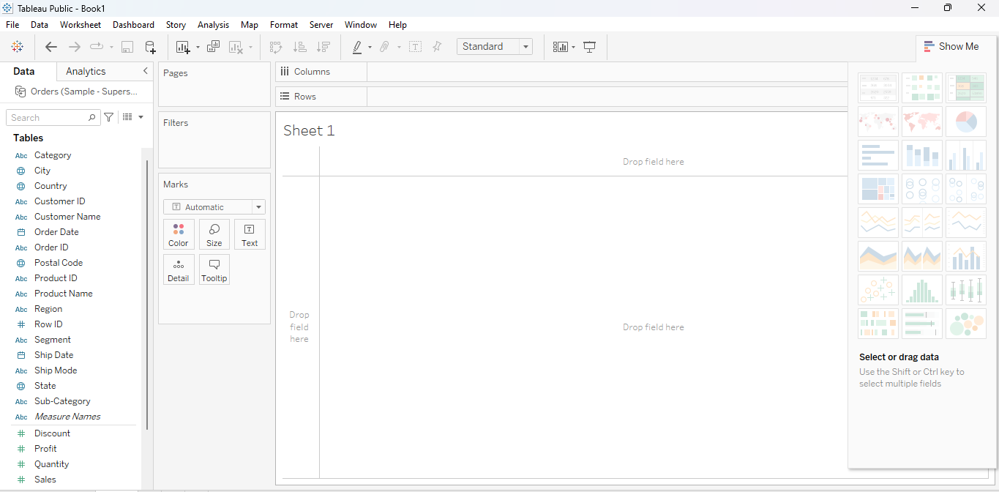 Tableau Public - Book1
File Data Worksheet Dashboard Story Analysis Map Format Server Window Help
Standard
Show Me
Data Analytics
Orders (Sample - Supers...
Search
Tables
Abc Category
City
Country
Abc Customer ID
Abc Customer Name
Order Date
Abc Order ID
Postal Code
Abc Product ID
Abc Product Name
Abc Region
# Row ID
Abc Segment
Ship Date
Abc Ship Mode
State
Abc Sub-Category
Abc Measure Names
# Discount
# Profit
# Quantity
# Sales
Pages
Filters
Marks
T Automatic
Color Size Text
Detail Tooltip
Columns
Rows
Sheet 1
Drop field here
Drop
field
here
Drop field here
Select or drag data
Use the Shift or Ctrl key to
select multiple fields